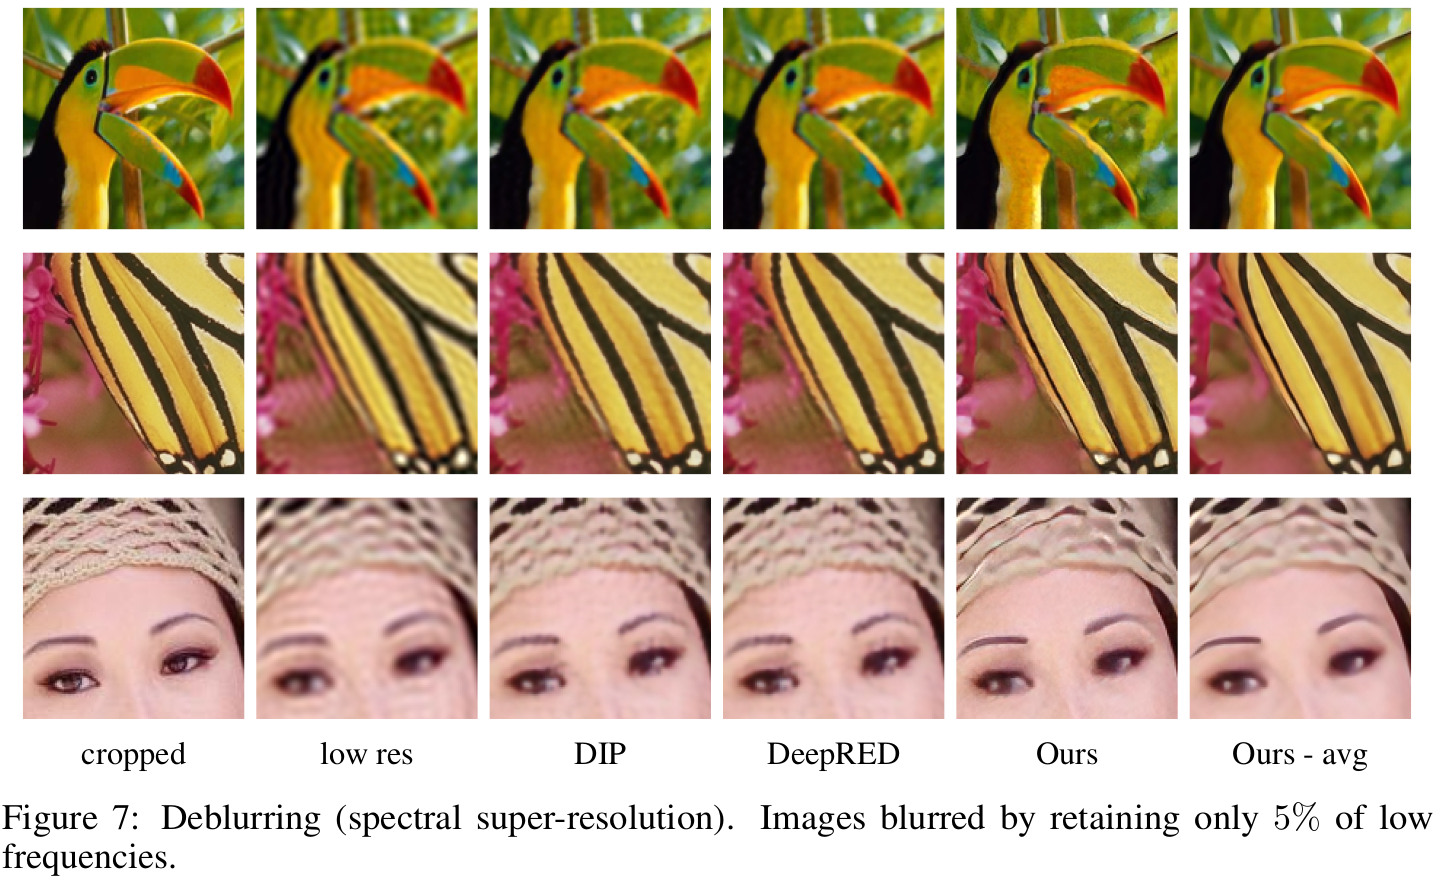 cropped low res DIP DeepRED Ours Ours - avg
Figure 7: Deblurring (spectral super-resolution). Images blurred by retaining only 5% of low
frequencies.